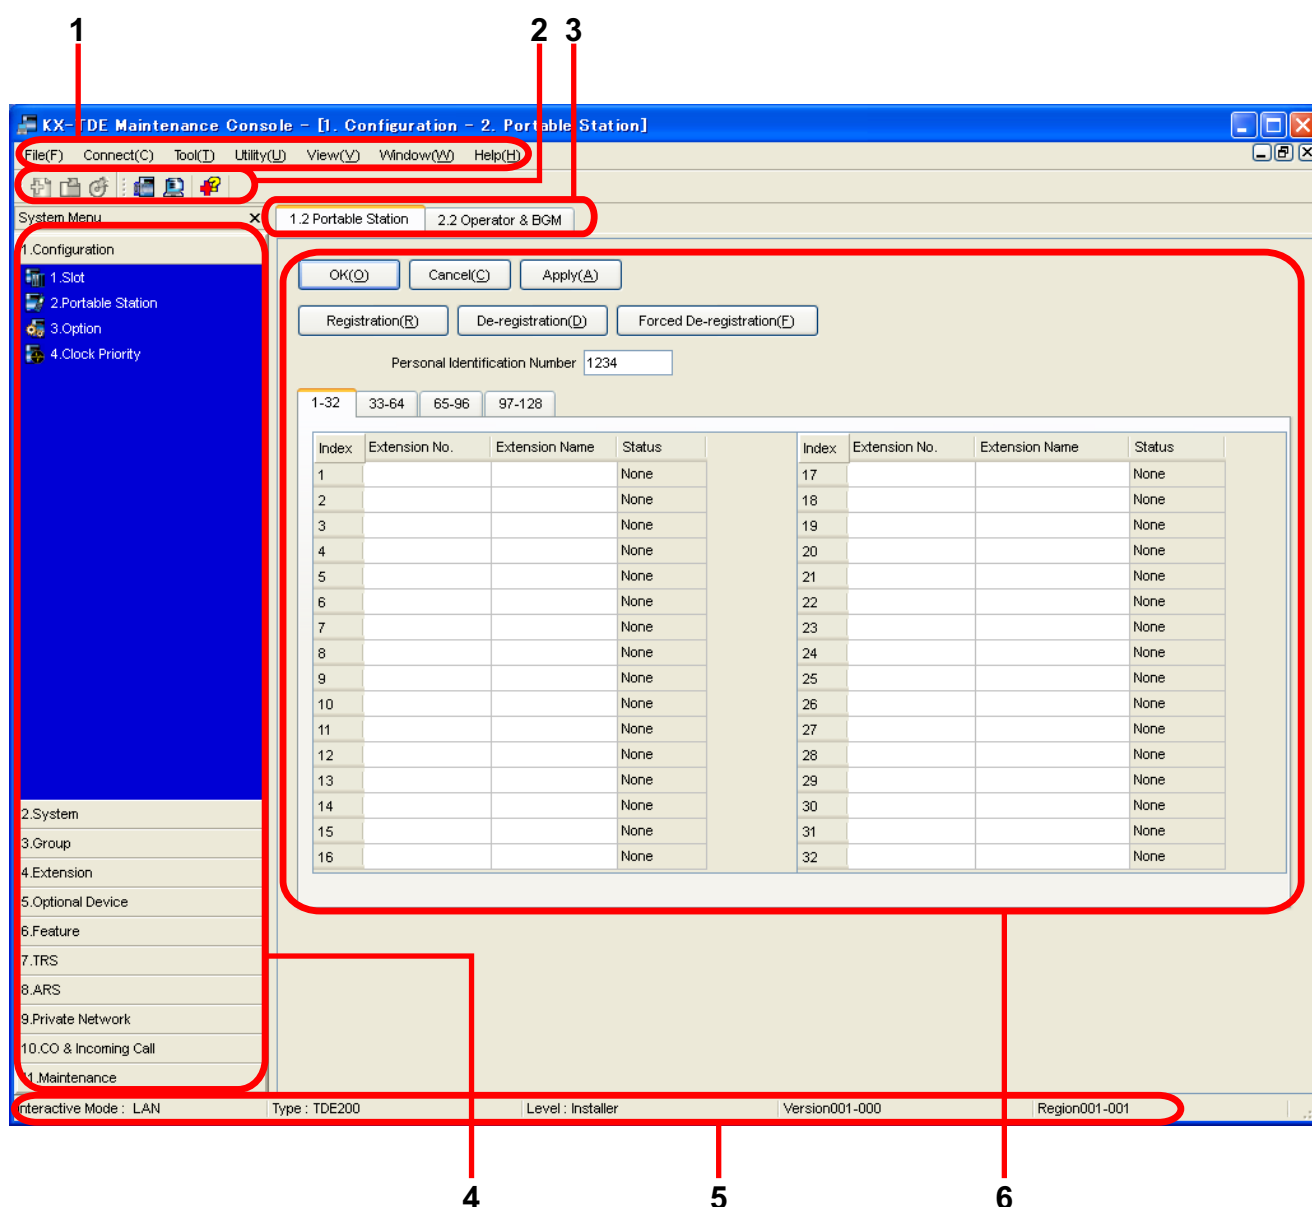 1
2 3
KX-TDE Maintenance Console - [1. Configuration - 2. Portable Station]
File(F) Connect(C) Tool(T) Utility(U) View(V) Window(W) Help(H)
System Menu
1.Configuration
1.Slot
2.Portable Station
3.Option
4.Clock Priority
2.System
3.Group
4.Extension
5.Optional Device
6.Feature
7.TRS
8.ARS
9.Private Network
10.CO & Incoming Call
11.Maintenance
1.2 Portable Station 2.2 Operator & BGM
OK(O) Cancel(C) Apply(A)
Registration(R) De-registration(D) Forced De-registration(F)
Personal Identification Number 1234
1-32 33-64 65-96 97-128
Index Extension No. Extension Name Status Index Extension No. Extension Name Status
1 None 17 None
2 None 18 None
3 None 19 None
4 None 20 None
5 None 21 None
6 None 22 None
7 None 23 None
8 None 24 None
9 None 25 None
10 None 26 None
11 None 27 None
12 None 28 None
13 None 29 None
14 None 30 None
15 None 31 None
16 None 32 None
Interactive Mode : LAN Type : TDE200 Level : Installer Version001-000 Region001-001
4 5 6